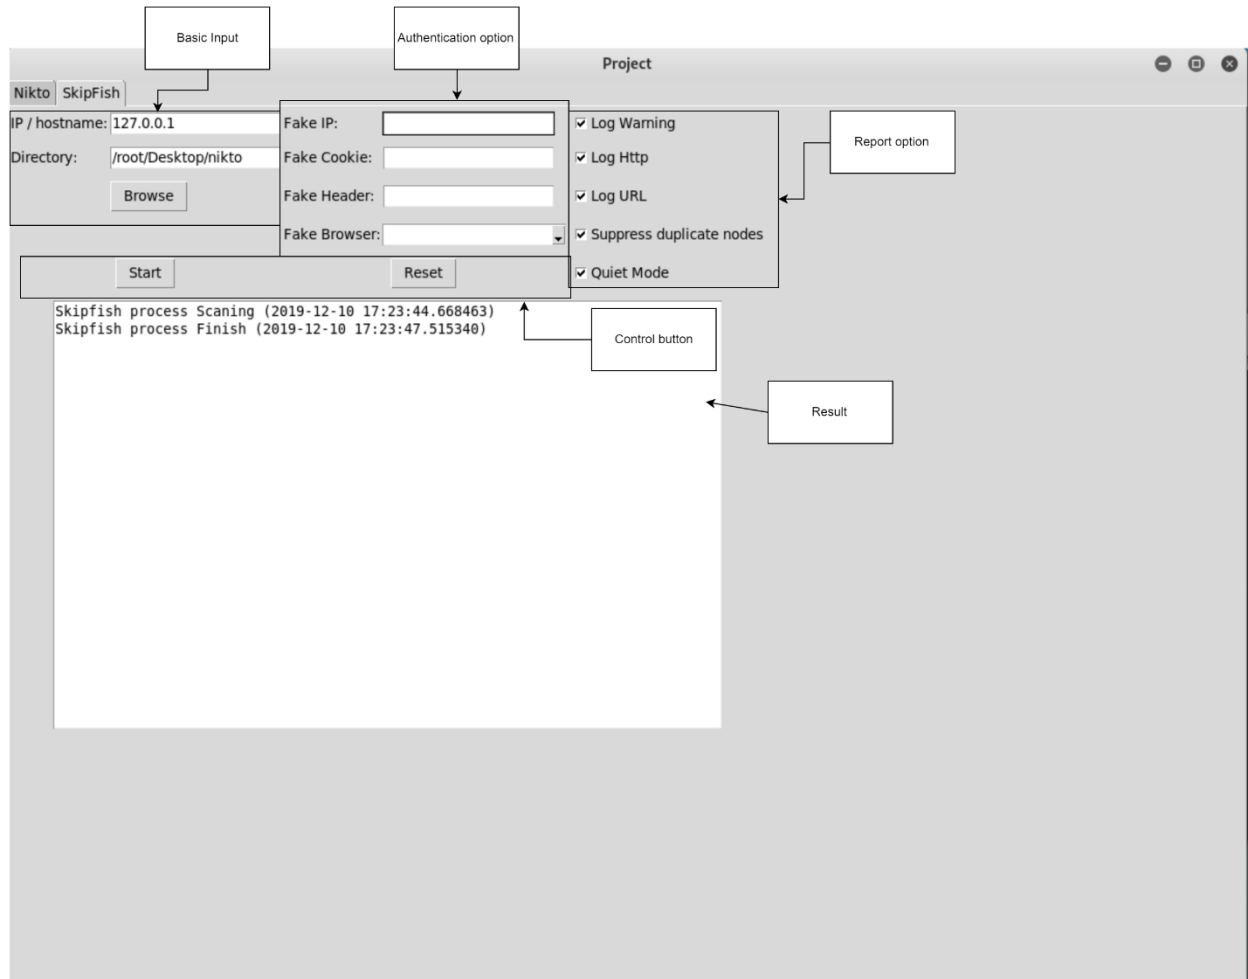 Basic Input
Authentication option
Project
Nikto SkipFish
IP / hostname: 127.0.0.1 Fake IP: Log Warning
Report option
Directory: /root/Desktop/nikto Fake Cookie: Log Http
Browse Fake Header: Log URL
Fake Browser: Suppress duplicate nodes
Start Reset Quiet Mode
Skipfish process Scaning (2019-12-10 17:23:44.668463)
Skipfish process Finish (2019-12-10 17:23:47.515340)
Control button
Result